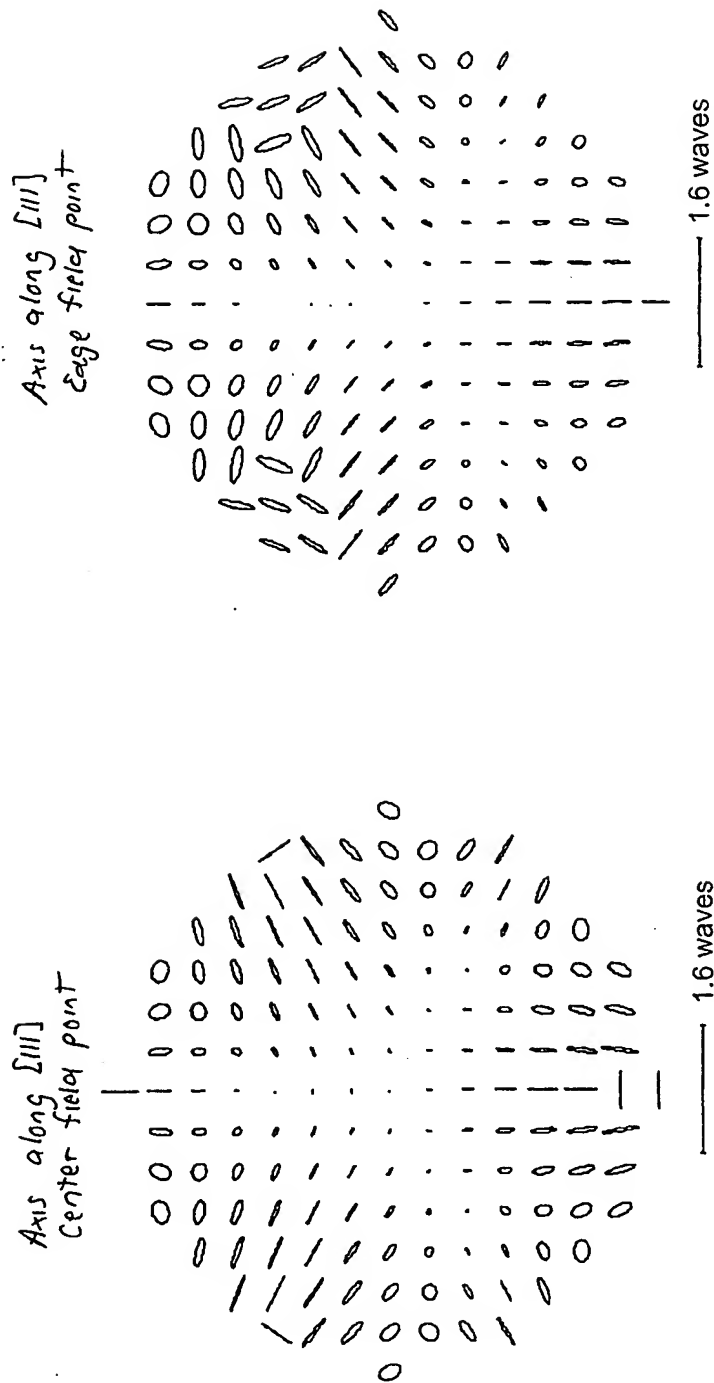 Axis along [111]
Center field point
Axis along [111]
Edge field point
1.6 waves
1.6 waves